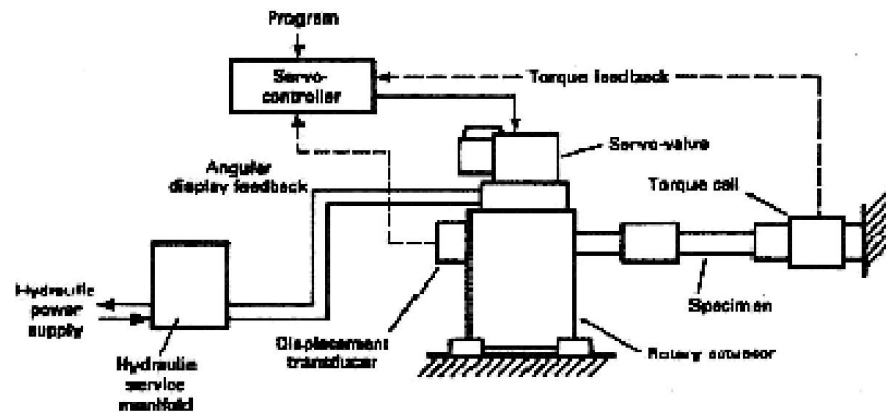 Program
Servo-
controller
Torque feedback
Servo-valve
Angular
display feedback
Torque cell
Hydraulic
power
supply
Specimen
Displacement
transducer
Rotary actuator
Hydraulic
service
manifold